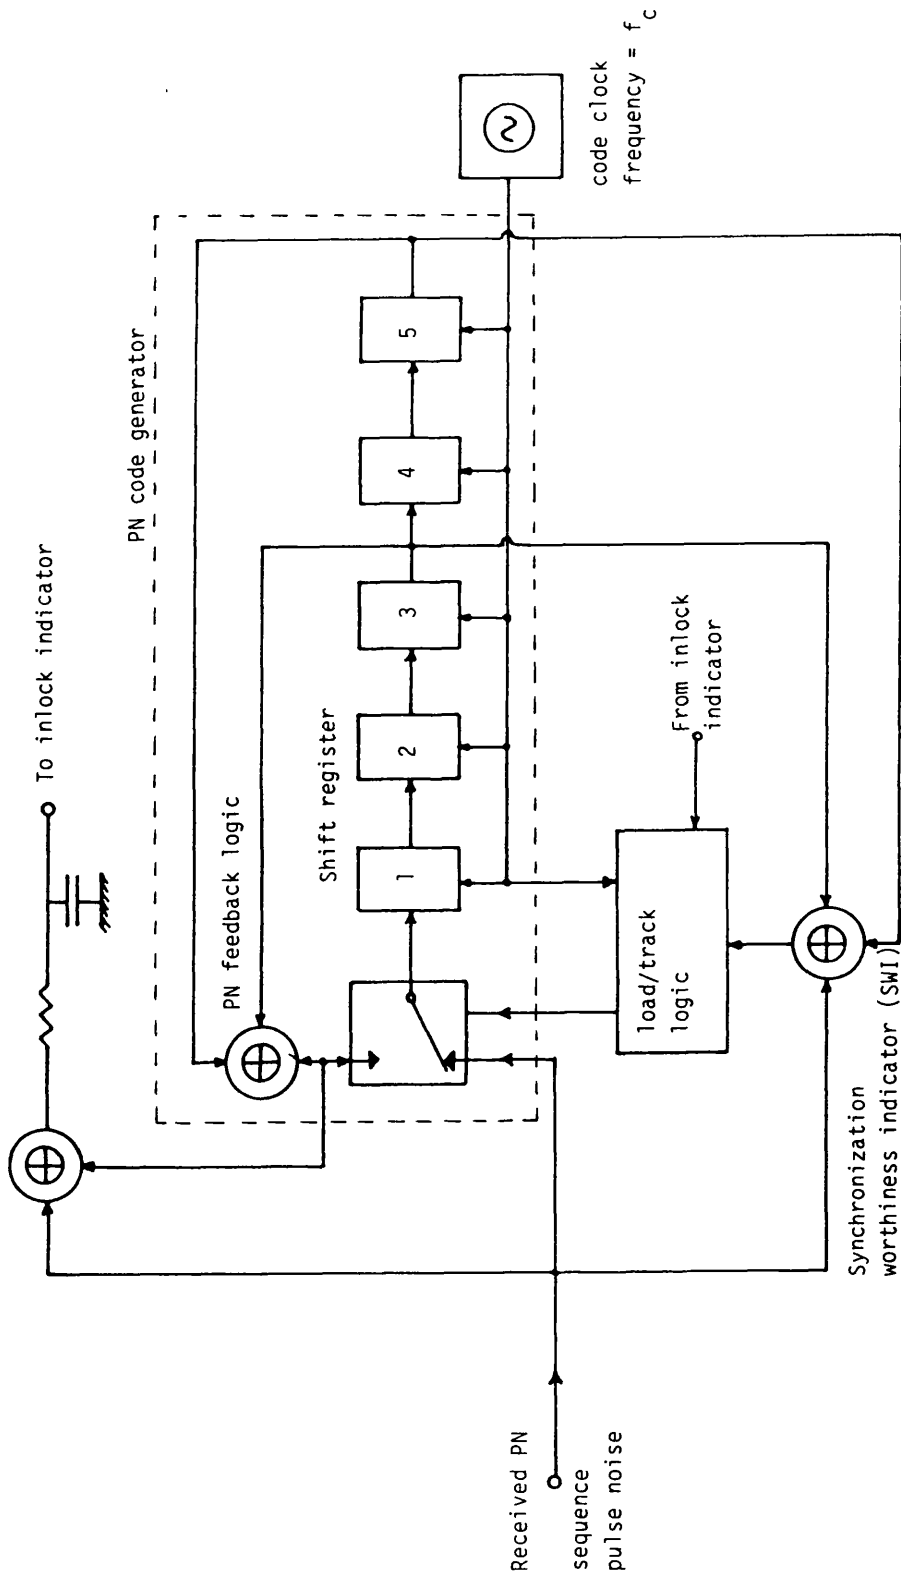 To inlock indicator
PN code generator
PN feedback logic
Shift register
1
2
3
4
5
code clock
frequency = f_c
From inlock
indicator
load/track
logic
Received PN
sequence
pulse noise
Synchronization
worthiness indicator (SWI)